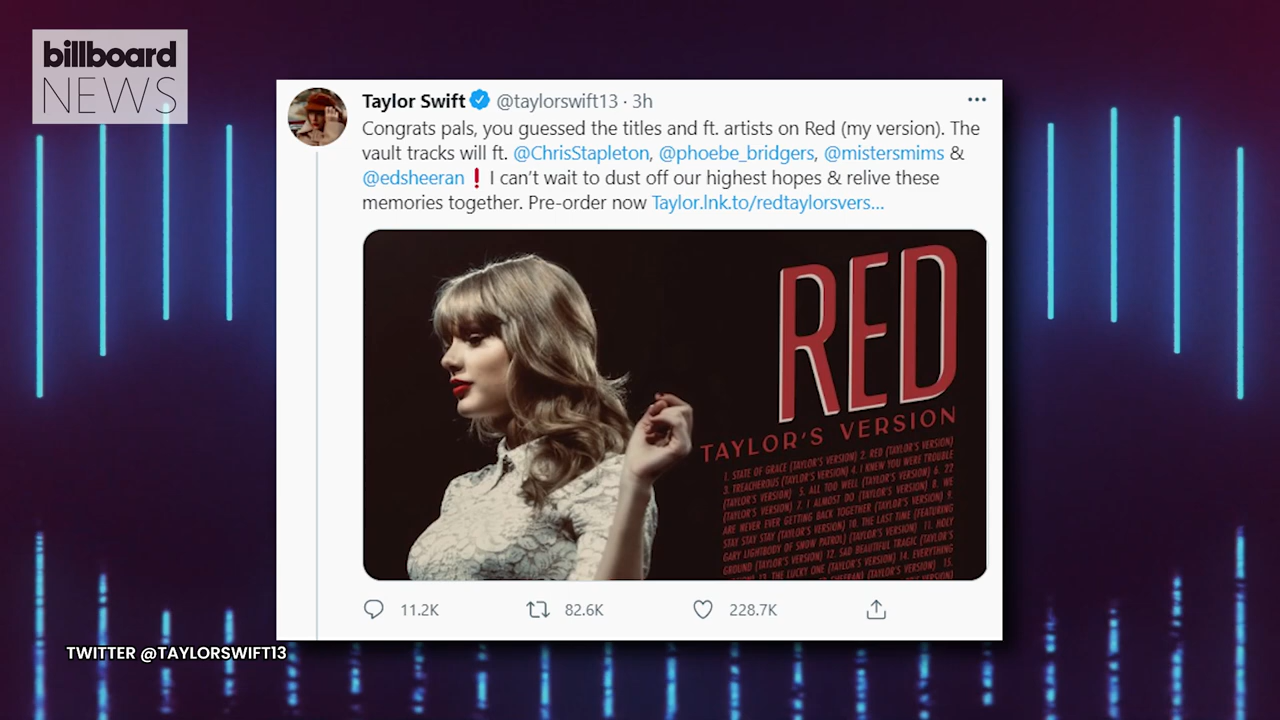 billboard
NEWS
Taylor Swift @taylorswift13 · 3h
Congrats pals, you guessed the titles and ft. artists on Red (my version). The
vault tracks will ft. @ChrisStapleton, @phoebe_bridgers, @mistersmims &
@edsheeran❗I can't wait to dust off our highest hopes & relive these
memories together. Pre-order now Taylor.lnk.to/redtaylorsvers...
RED
TAYLOR'S VERSION
1. STATE OF GRACE (TAYLOR'S VERSION) 2. RED (TAYLOR'S VERSION)
3. TREACHEROUS (TAYLOR'S VERSION) 4. I KNEW YOU WERE TROUBLE
(TAYLOR'S VERSION) 5. ALL TOO WELL (TAYLOR'S VERSION) 6. 22
(TAYLOR'S VERSION) 7. I ALMOST DO (TAYLOR'S VERSION) 8. WE
ARE NEVER EVER GETTING BACK TOGETHER (TAYLOR'S VERSION) 9.
STAY STAY STAY (TAYLOR'S VERSION) 10. THE LAST TIME (FEATURING
GARY LIGHTBODY OF SNOW PATROL) (TAYLOR'S VERSION) 11. HOLY
GROUND (TAYLOR'S VERSION) 12. SAD BEAUTIFUL TRAGIC (TAYLOR'S
13. THE LUCKY ONE (TAYLOR'S VERSION) 14. EVERYTHING
15.
11.2K 82.6K 228.7K
TWITTER @TAYLORSWIFT13